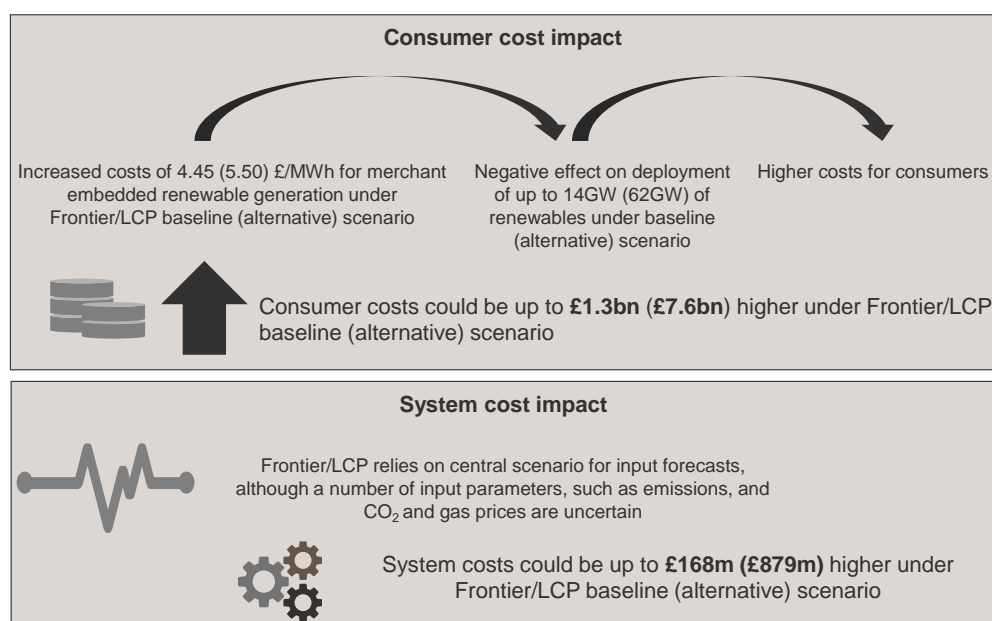 Consumer cost impact
Increased costs of 4.45 (5.50) £/MWh for merchant
embedded renewable generation under
Frontier/LCP baseline (alternative) scenario
Negative effect on deployment
of up to 14GW (62GW) of
renewables under baseline
(alternative) scenario
Higher costs for consumers
Consumer costs could be up to £1.3bn (£7.6bn) higher under Frontier/LCP
baseline (alternative) scenario
System cost impact
Frontier/LCP relies on central scenario for input forecasts,
although a number of input parameters, such as emissions, and
CO₂ and gas prices are uncertain
System costs could be up to £168m (£879m) higher under
Frontier/LCP baseline (alternative) scenario